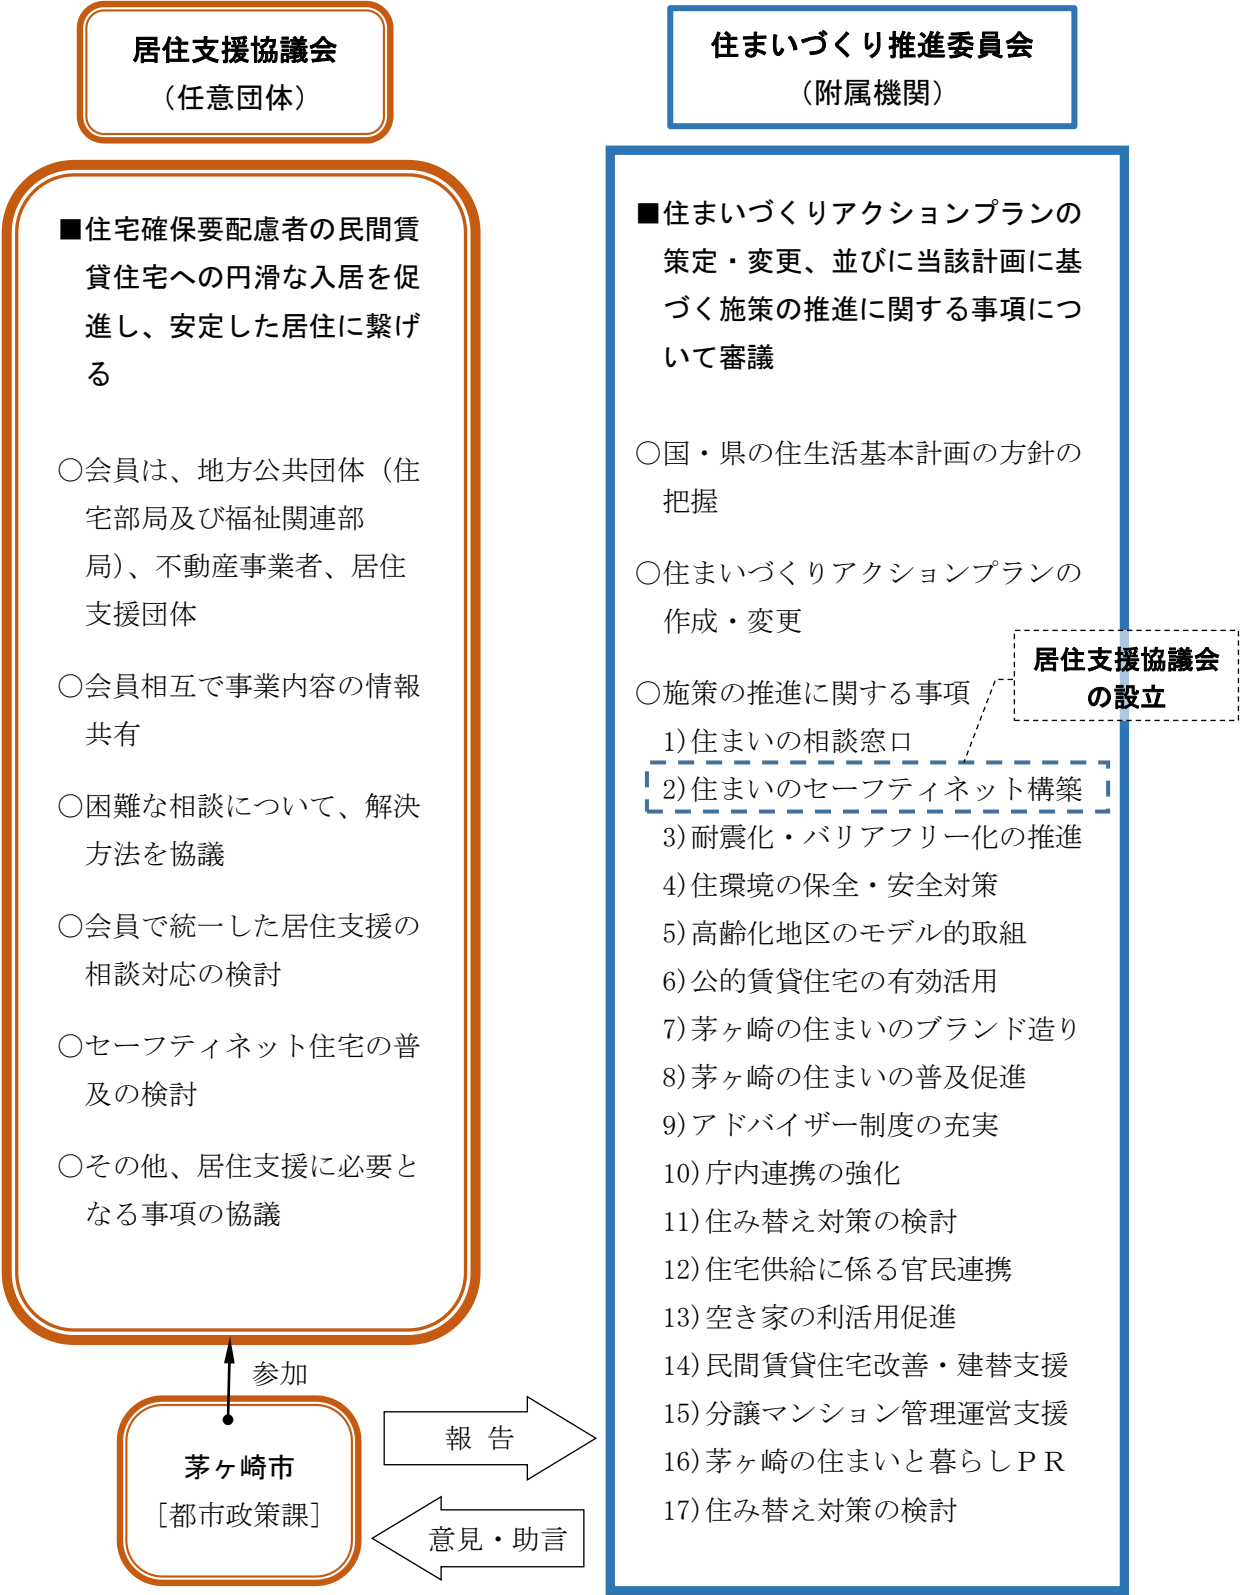 居住支援協議会
（任意団体）
■住宅確保要配慮者の民間賃
貸住宅への円滑な入居を促
進し、安定した居住に繋げ
る
○会員は、地方公共団体（住
宅部局及び福祉関連部
局）、不動産事業者、居住
支援団体
○会員相互で事業内容の情報
共有
○困難な相談について、解決
方法を協議
○会員で統一した居住支援の
相談対応の検討
○セーフティネット住宅の普
及の検討
○その他、居住支援に必要と
なる事項の協議
参加
茅ヶ崎市
［都市政策課］
報 告
意見・助言
住まいづくり推進委員会
（附属機関）
■住まいづくりアクションプランの
策定・変更、並びに当該計画に基
づく施策の推進に関する事項につ
いて審議
○国・県の住生活基本計画の方針の
把握
○住まいづくりアクションプランの
作成・変更
居住支援協議会
の設立
○施策の推進に関する事項
1)住まいの相談窓口
2)住まいのセーフティネット構築
3)耐震化・バリアフリー化の推進
4)住環境の保全・安全対策
5)高齢化地区のモデル的取組
6)公的賃貸住宅の有効活用
7)茅ヶ崎の住まいのブランド造り
8)茅ヶ崎の住まいの普及促進
9)アドバイザー制度の充実
10)庁内連携の強化
11)住み替え対策の検討
12)住宅供給に係る官民連携
13)空き家の利活用促進
14)民間賃貸住宅改善・建替支援
15)分譲マンション管理運営支援
16)茅ヶ崎の住まいと暮らしＰＲ
17)住み替え対策の検討